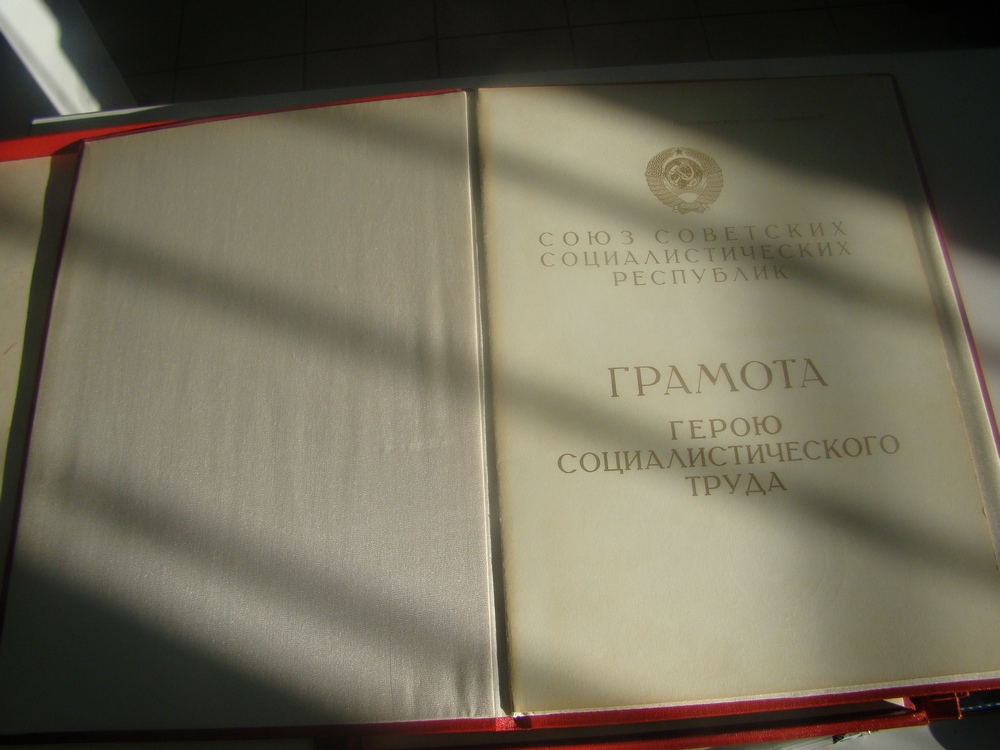 СОЮЗ СОВЕТСКИХ
СОЦИАЛИСТИЧЕСКИХ
РЕСПУБЛИК
ГРАМОТА
ГЕРОЮ
СОЦИАЛИСТИЧЕСКОГО
ТРУДА